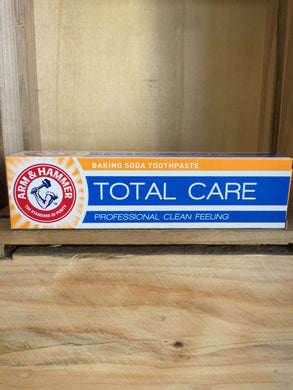 BAKING SODA TOOTHPASTE
ARM & HAMMER
THE STANDARD OF PURITY
TOTAL CARE
PROFESSIONAL CLEAN FEELING